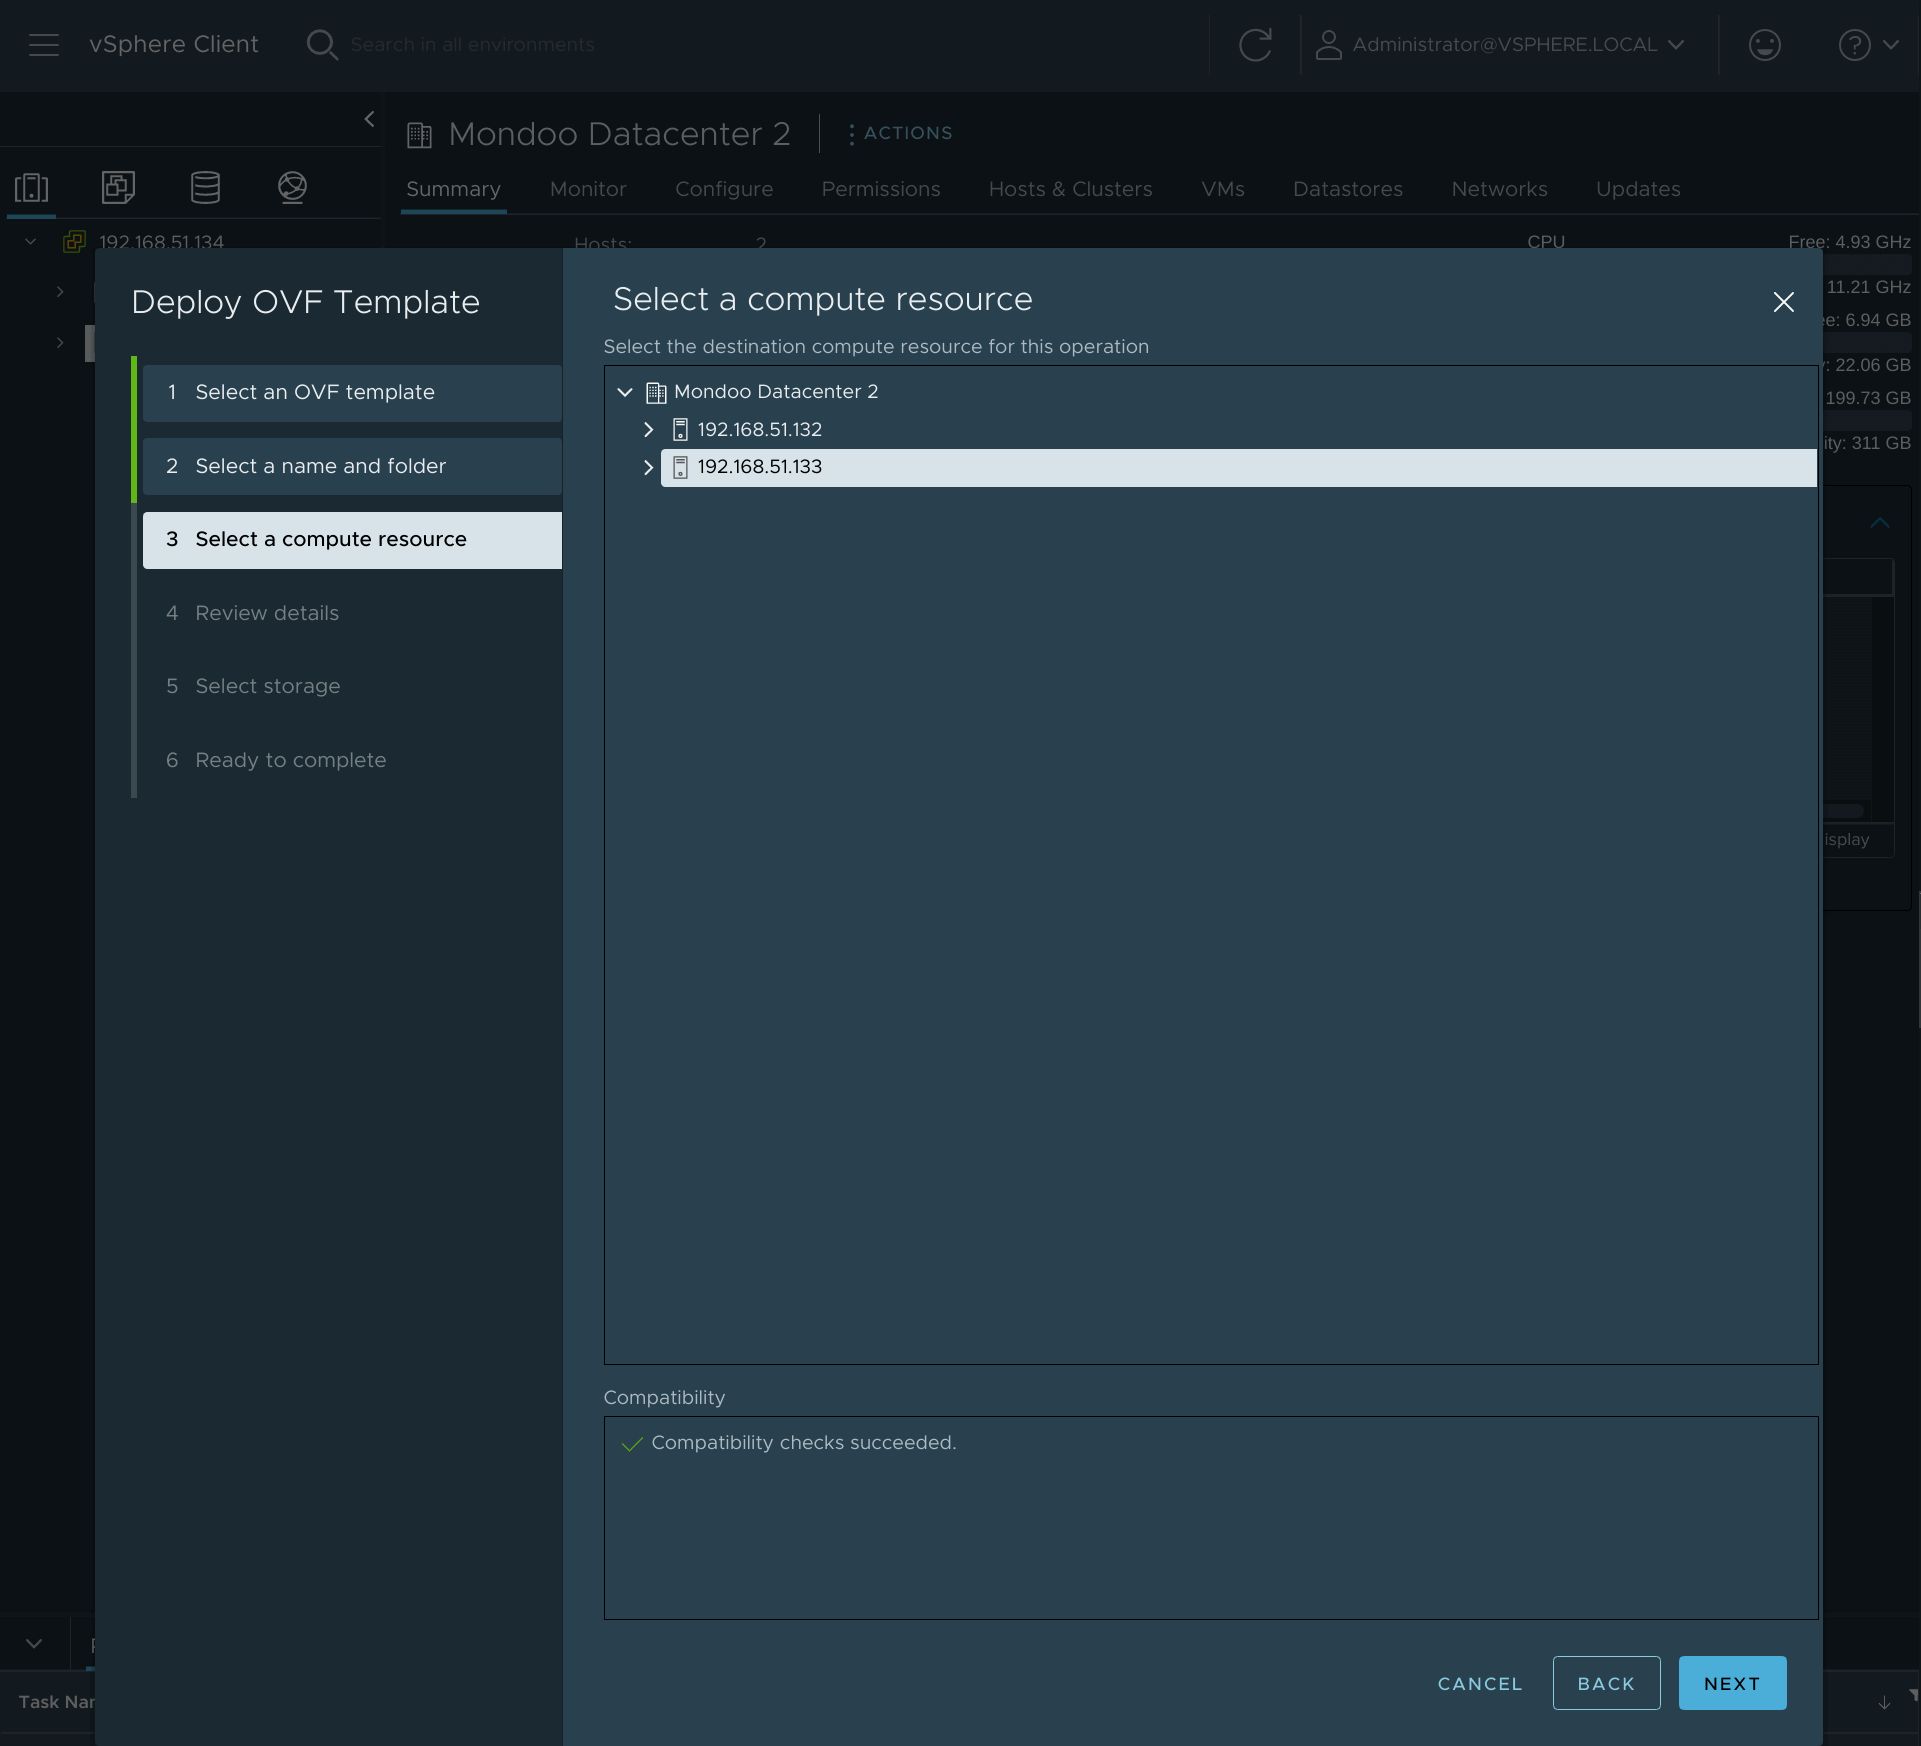 vSphere Client
Search in all environments
Administrator@VSPHERE.LOCAL
Mondoo Datacenter 2
ACTIONS
Summary Monitor Configure Permissions Hosts & Clusters VMs Datastores Networks Updates
192.168.51.134
Hosts: 2
CPU
Free: 4.93 GHz
11.21 GHz
6.94 GB
22.06 GB
199.73 GB
311 GB
Deploy OVF Template
1 Select an OVF template
2 Select a name and folder
3 Select a compute resource
4 Review details
5 Select storage
6 Ready to complete
Select a compute resource
Select the destination compute resource for this operation
Mondoo Datacenter 2
192.168.51.132
192.168.51.133
Compatibility
Compatibility checks succeeded.
CANCEL BACK NEXT
Task